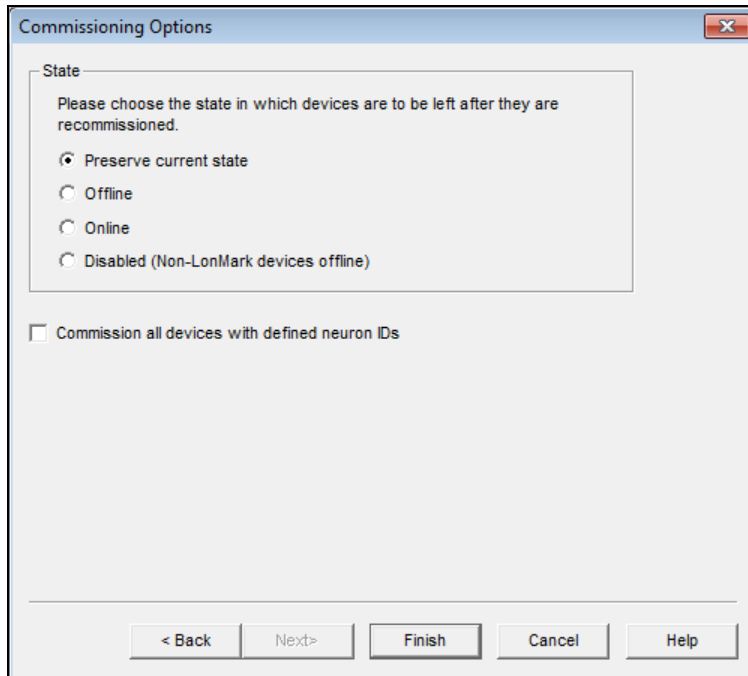 Commissioning Options
State
Please choose the state in which devices are to be left after they are
recommissioned.
Preserve current state
Offline
Online
Disabled (Non-LonMark devices offline)
Commission all devices with defined neuron IDs
< Back
Next>
Finish
Cancel
Help